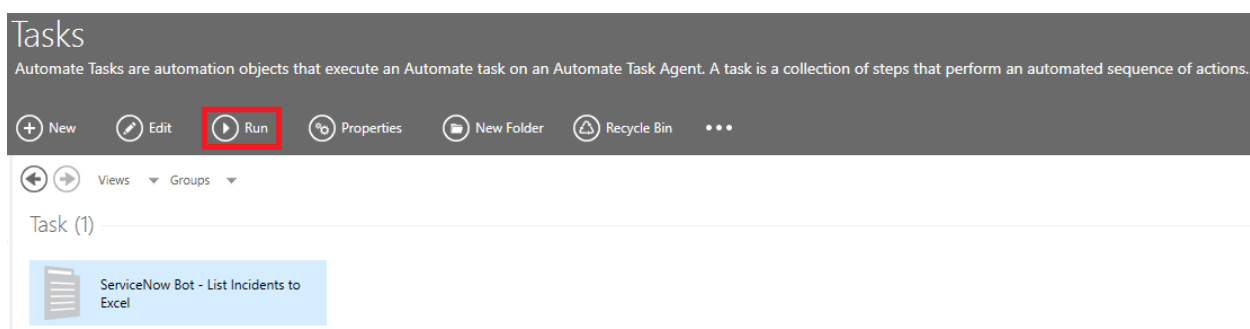 Tasks
Automate Tasks are automation objects that execute an Automate task on an Automate Task Agent. A task is a collection of steps that perform an automated sequence of actions.
New Edit Run Properties New Folder Recycle Bin •••
Views Groups
Task (1)
ServiceNow Bot - List Incidents to
Excel